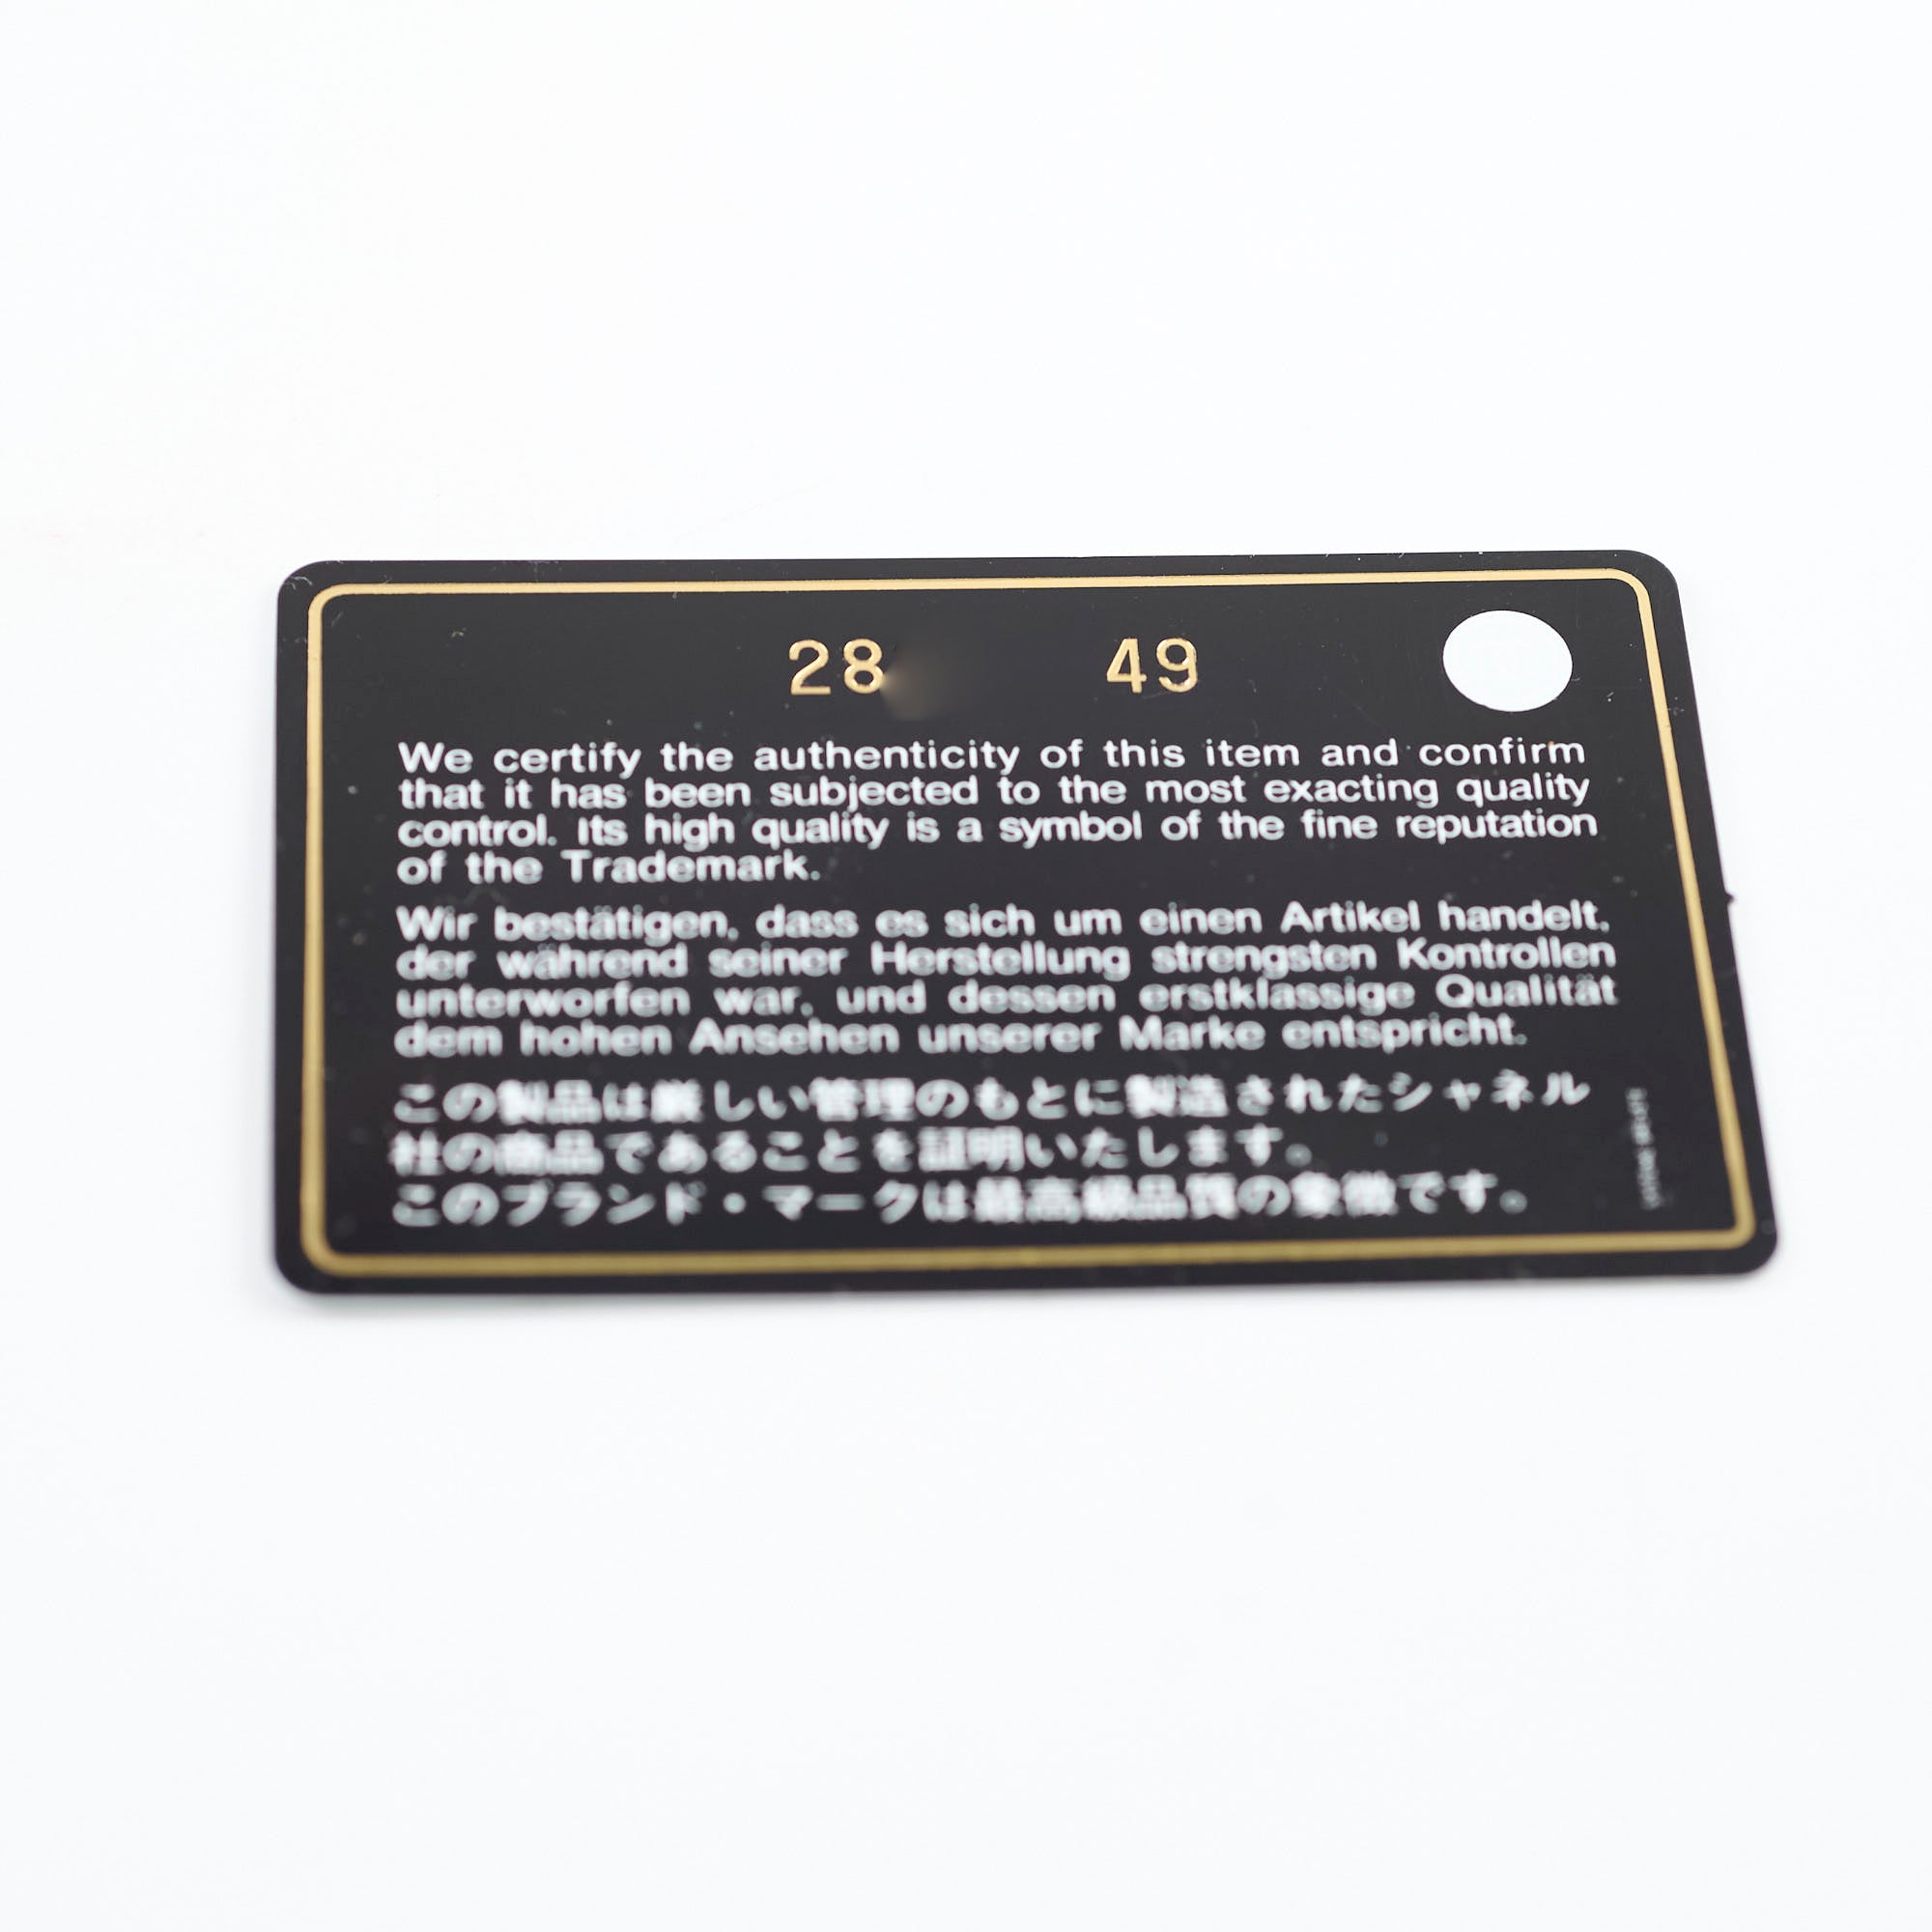 28 49
We certify the authenticity of this item and confirm
that it has been subjected to the most exacting quality
control. Its high quality is a symbol of the fine reputation
of the Trademark.
Wir bestätigen, dass es sich um einen Artikel handelt,
der während seiner Herstellung strengsten Kontrollen
unterworfen war, und dessen erstklassige Qualität
dem hohen Ansehen unserer Marke entspricht.
この製品は厳しい管理のもとに製造されたシャネル
社の商品であることを証明いたします。
このブランド・マークは最高級品質の象徴です。